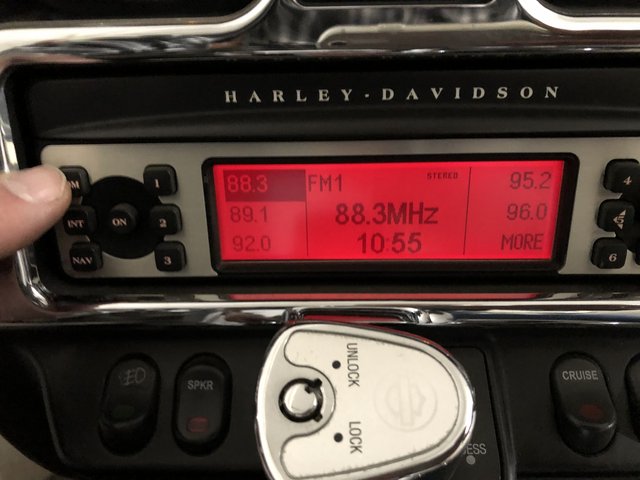 HARLEY-DAVIDSON
1
INT
ON
2
NAV
3
88.3
FM1
STEREO
95.2
89.1
88.3MHz
96.0
92.0
10:55
MORE
4
6
SPKR
UNLOCK
LOCK
CRUISE